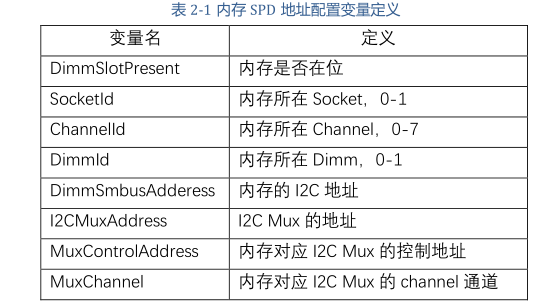 表 2-1 内存 SPD 地址配置变量定义
变量名 定义
DimmSlotPresent 内存是否在位
SocketId 内存所在 Socket，0-1
ChannelId 内存所在 Channel，0-7
DimmId 内存所在 Dimm，0-1
DimmSmbusAdderess 内存的 I2C 地址
I2CMuxAddress I2C Mux 的地址
MuxControlAddress 内存对应 I2C Mux 的控制地址
MuxChannel 内存对应 I2C Mux 的 channel 通道